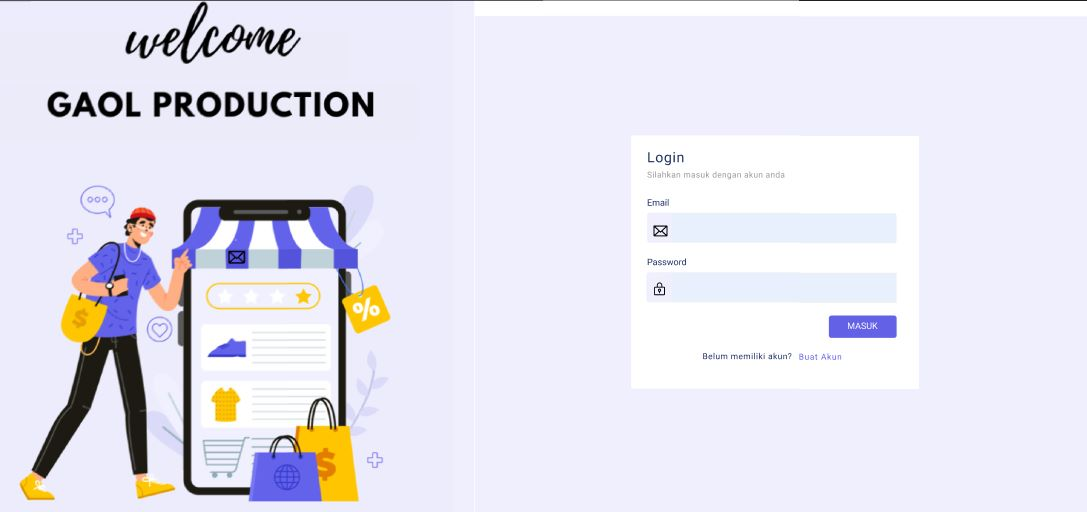 welcome
GAOL PRODUCTION
%
$
$
Login
Silahkan masuk dengan akun anda
Email
Password
MASUK
Belum memiliki akun? Buat Akun